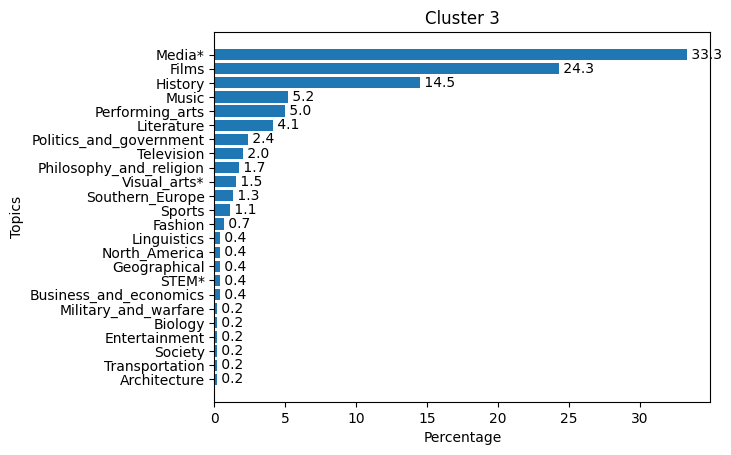 Cluster 3
Topics
Media* 33.3
Films 24.3
History 14.5
Music 5.2
Performing_arts 5.0
Literature 4.1
Politics_and_government 2.4
Television 2.0
Philosophy_and_religion 1.7
Visual_arts* 1.5
Southern_Europe 1.3
Sports 1.1
Fashion 0.7
Linguistics 0.4
North_America 0.4
Geographical 0.4
STEM* 0.4
Business_and_economics 0.4
Military_and_warfare 0.2
Biology 0.2
Entertainment 0.2
Society 0.2
Transportation 0.2
Architecture 0.2
0 5 10 15 20 25 30
Percentage